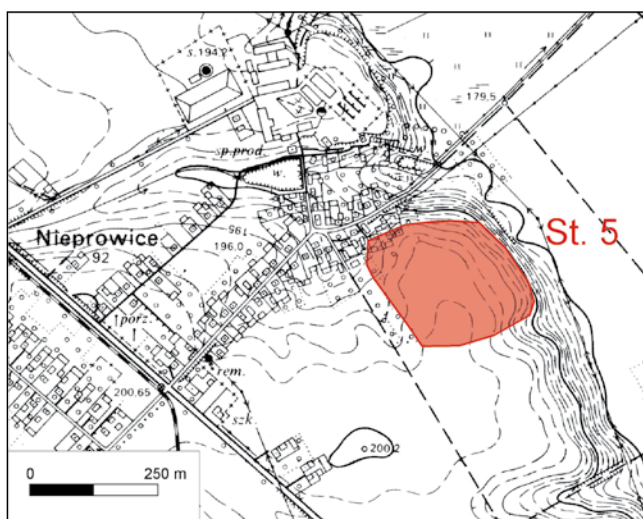 s.194.2
179,5
sp.prod.
w.
St. 5
195
Nieprowice
196.0
92
porz.
rem.
200,65
szk.
200.2
0
250 m